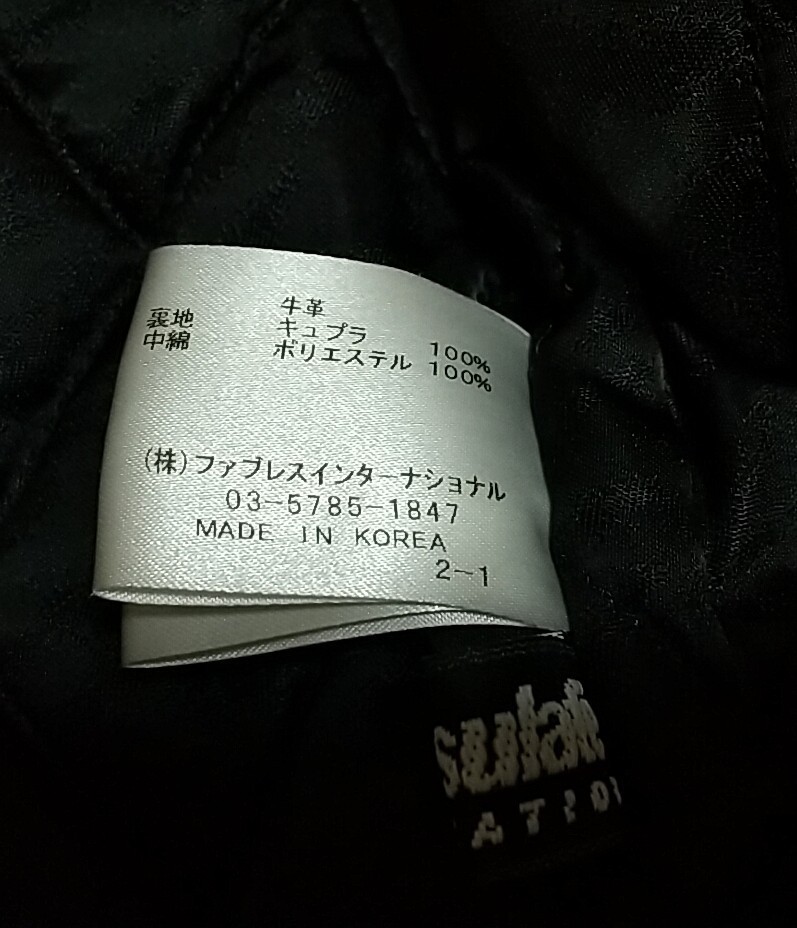 牛革
裏地 キュプラ 100%
中綿 ポリエステル 100%
(株)ファブレスインターナショナル
03-5785-1847
MADE IN KOREA
2-1